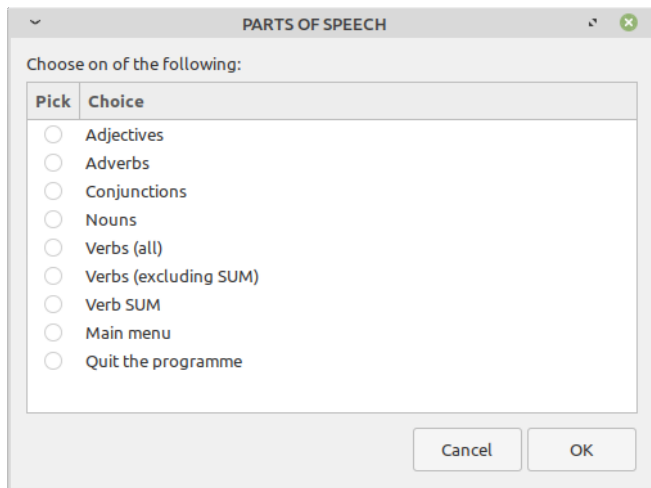 PARTS OF SPEECH
Choose on of the following:
Pick Choice
Adjectives
Adverbs
Conjunctions
Nouns
Verbs (all)
Verbs (excluding SUM)
Verb SUM
Main menu
Quit the programme
Cancel OK